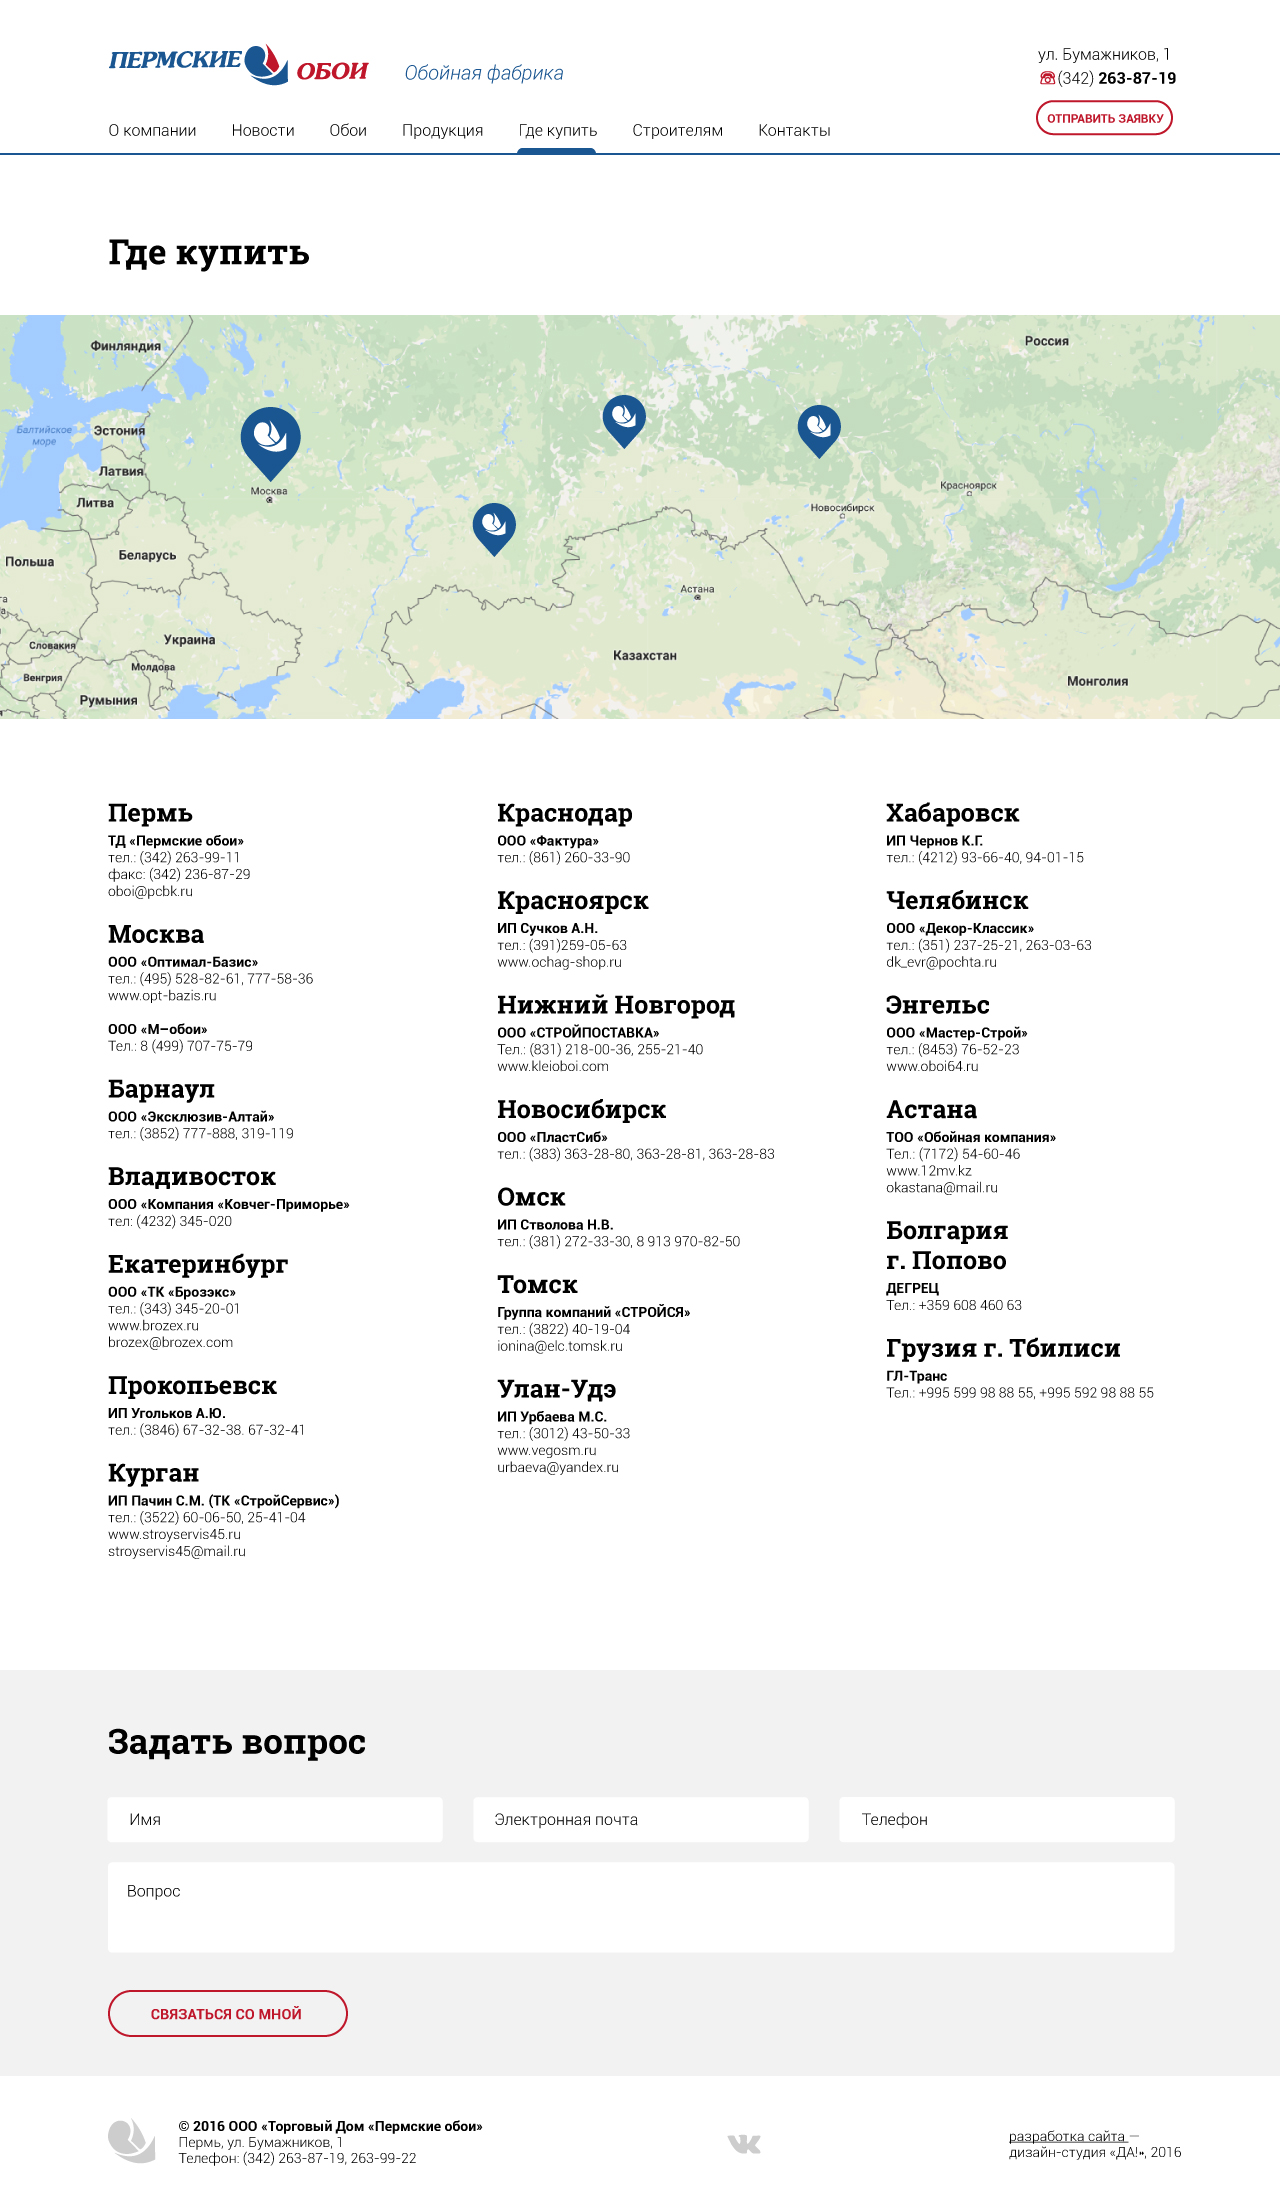 ПЕРМСКИЕ ОБОИ
Обойная фабрика
ул. Бумажников, 1
(342) 263-87-19
ОТПРАВИТЬ ЗАЯВКУ
О компании Новости Обои Продукция Где купить Строителям Контакты
Где купить
Финляндия
Россия
Балтийское
море
Эстония
Латвия
Литва
Москва
Красноярск
Новосибирск
Польша
Беларусь
Астана
Украина
Словакия
Казахстан
Молдова
Венгрия
Монголия
Румыния
Пермь
ТД «Пермские обои»
тел.: (342) 263-99-11
факс: (342) 236-87-29
oboi@pcbk.ru
Москва
ООО «Оптимал-Базис»
тел.: (495) 528-82-61, 777-58-36
www.opt-bazis.ru
ООО «М–обои»
Тел.: 8 (499) 707-75-79
Барнаул
ООО «Эксклюзив-Алтай»
тел.: (3852) 777-888, 319-119
Владивосток
ООО «Компания «Ковчег-Приморье»
тел: (4232) 345-020
Екатеринбург
ООО «ТК «Брозэкс»
тел.: (343) 345-20-01
www.brozex.ru
brozex@brozex.com
Прокопьевск
ИП Угольков А.Ю.
тел.: (3846) 67-32-38. 67-32-41
Курган
ИП Пачин С.М. (ТК «СтройСервис»)
тел.: (3522) 60-06-50, 25-41-04
www.stroyservis45.ru
stroyservis45@mail.ru
Краснодар
ООО «Фактура»
тел.: (861) 260-33-90
Красноярск
ИП Сучков А.Н.
тел.: (391)259-05-63
www.ochag-shop.ru
Нижний Новгород
ООО «СТРОЙПОСТАВКА»
Тел.: (831) 218-00-36, 255-21-40
www.kleioboi.com
Новосибирск
ООО «ПластСиб»
тел.: (383) 363-28-80, 363-28-81, 363-28-83
Омск
ИП Стволова Н.В.
тел.: (381) 272-33-30, 8 913 970-82-50
Томск
Группа компаний «СТРОЙСЯ»
тел.: (3822) 40-19-04
ionina@elc.tomsk.ru
Улан-Удэ
ИП Урбаева М.С.
тел.: (3012) 43-50-33
www.vegosm.ru
urbaeva@yandex.ru
Хабаровск
ИП Чернов К.Г.
тел.: (4212) 93-66-40, 94-01-15
Челябинск
ООО «Декор-Классик»
тел.: (351) 237-25-21, 263-03-63
dk_evr@pochta.ru
Энгельс
ООО «Мастер-Строй»
тел.: (8453) 76-52-23
www.oboi64.ru
Астана
ТОО «Обойная компания»
Тел.: (7172) 54-60-46
www.12mv.kz
okastana@mail.ru
Болгария
г. Попово
ДЕГРЕЦ
Тел.: +359 608 460 63
Грузия г. Тбилиси
ГЛ-Транс
Тел.: +995 599 98 88 55, +995 592 98 88 55
Задать вопрос
Имя
Электронная почта
Телефон
Вопрос
СВЯЗАТЬСЯ СО МНОЙ
© 2016 ООО «Торговый Дом «Пермские обои»
Пермь, ул. Бумажников, 1
Телефон: (342) 263-87-19, 263-99-22
разработка сайта —
дизайн-студия «ДА!», 2016